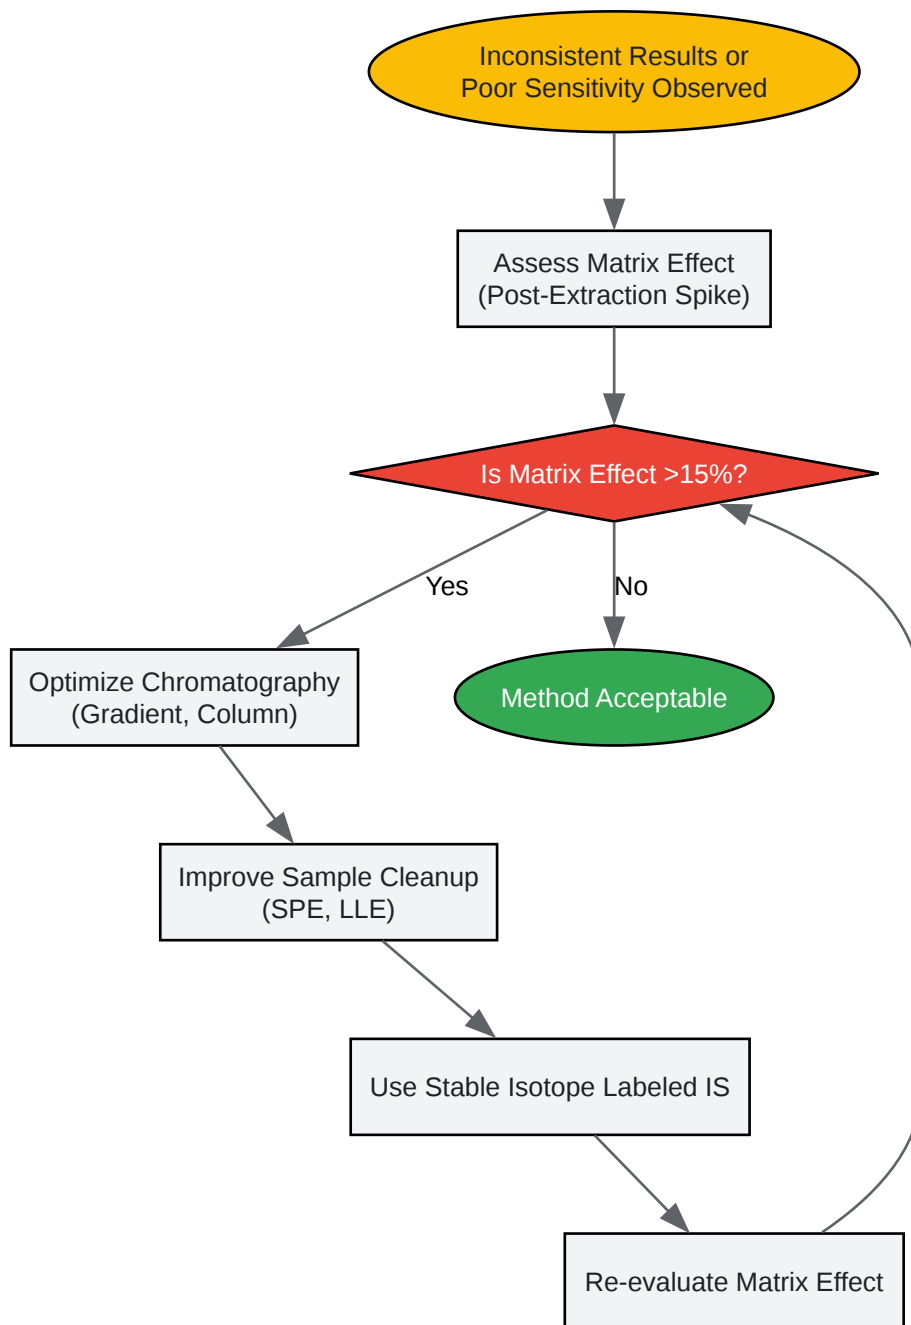 Inconsistent Results or
Poor Sensitivity Observed
Assess Matrix Effect
(Post-Extraction Spike)
Is Matrix Effect >15%?
Yes
No
Optimize Chromatography
(Gradient, Column)
Method Acceptable
Improve Sample Cleanup
(SPE, LLE)
Use Stable Isotope Labeled IS
Re-evaluate Matrix Effect